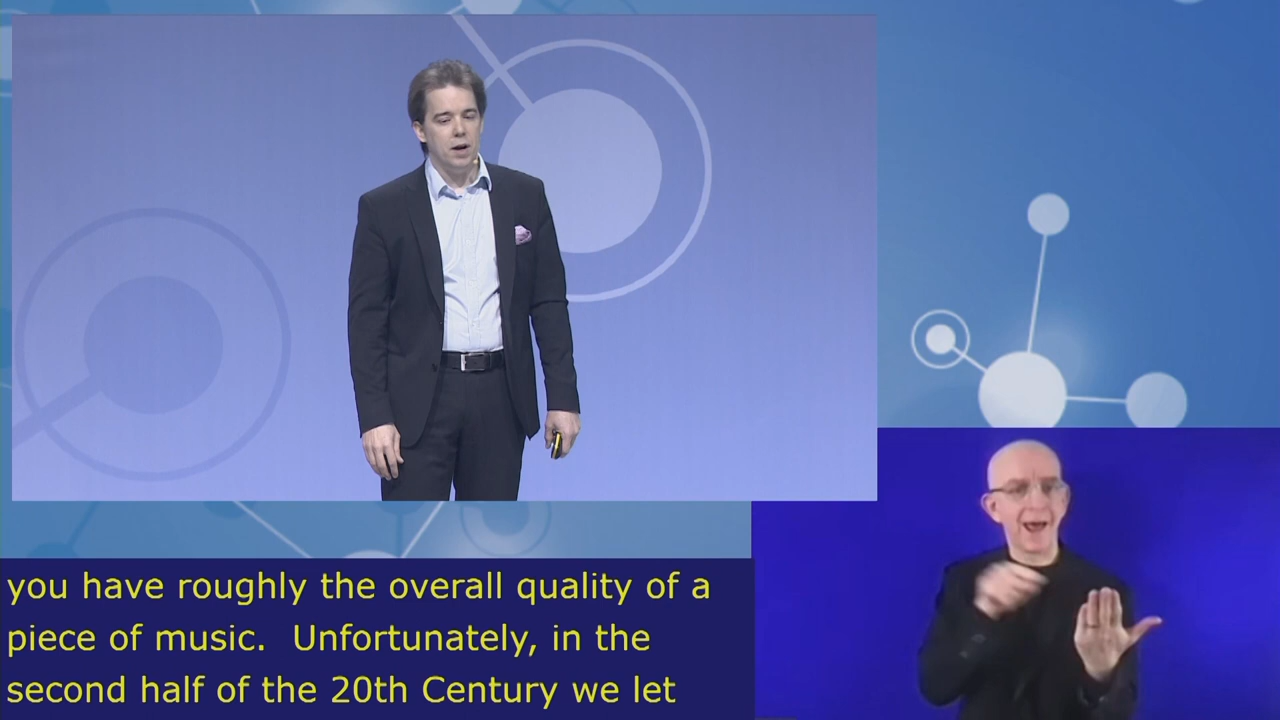 you have roughly the overall quality of a
piece of music.  Unfortunately, in the
second half of the 20th Century we let